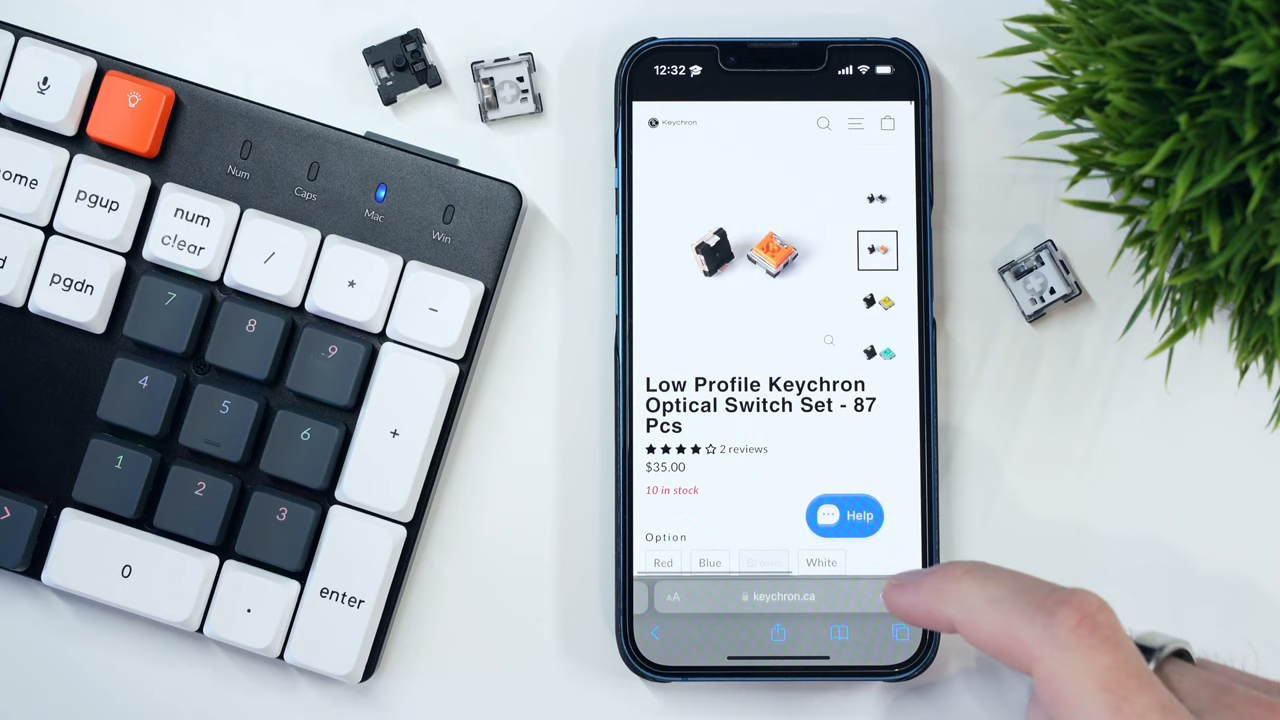 Num
Caps
Mac
Win
ome
pgup
num
clear
/
*
-
d
pgdn
7
8
9
4
5
6
+
1
2
3
>
0
.
enter
12:32
Keychron
Low Profile Keychron
Optical Switch Set - 87
Pcs
2 reviews
$35.00
10 in stock
Help
Option
Red Blue Brown White
AA keychron.ca